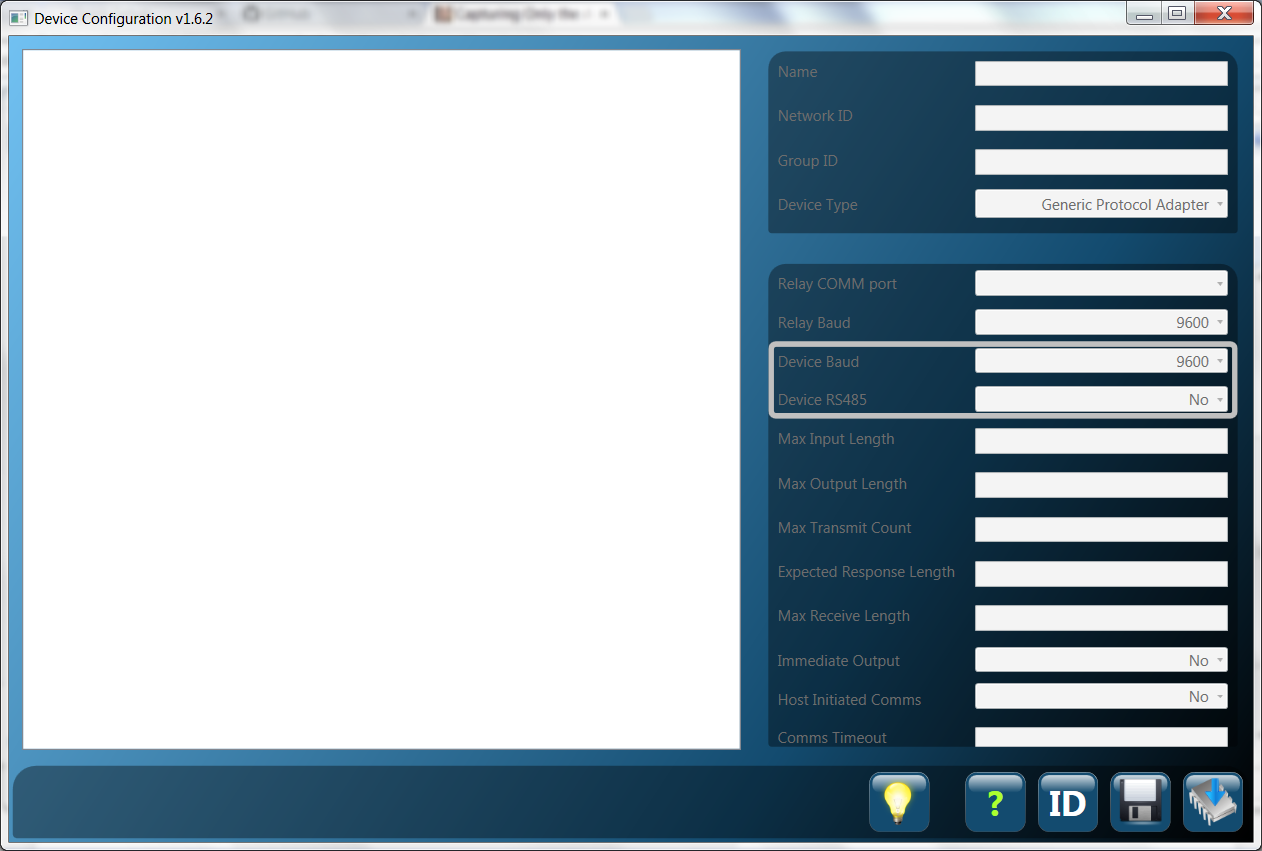 Device Configuration v1.6.2
Name
Network ID
Group ID
Device Type Generic Protocol Adapter
Relay COMM port
Relay Baud 9600
Device Baud 9600
Device RS485 No
Max Input Length
Max Output Length
Max Transmit Count
Expected Response Length
Max Receive Length
Immediate Output No
Host Initiated Comms No
Comms Timeout
? ID